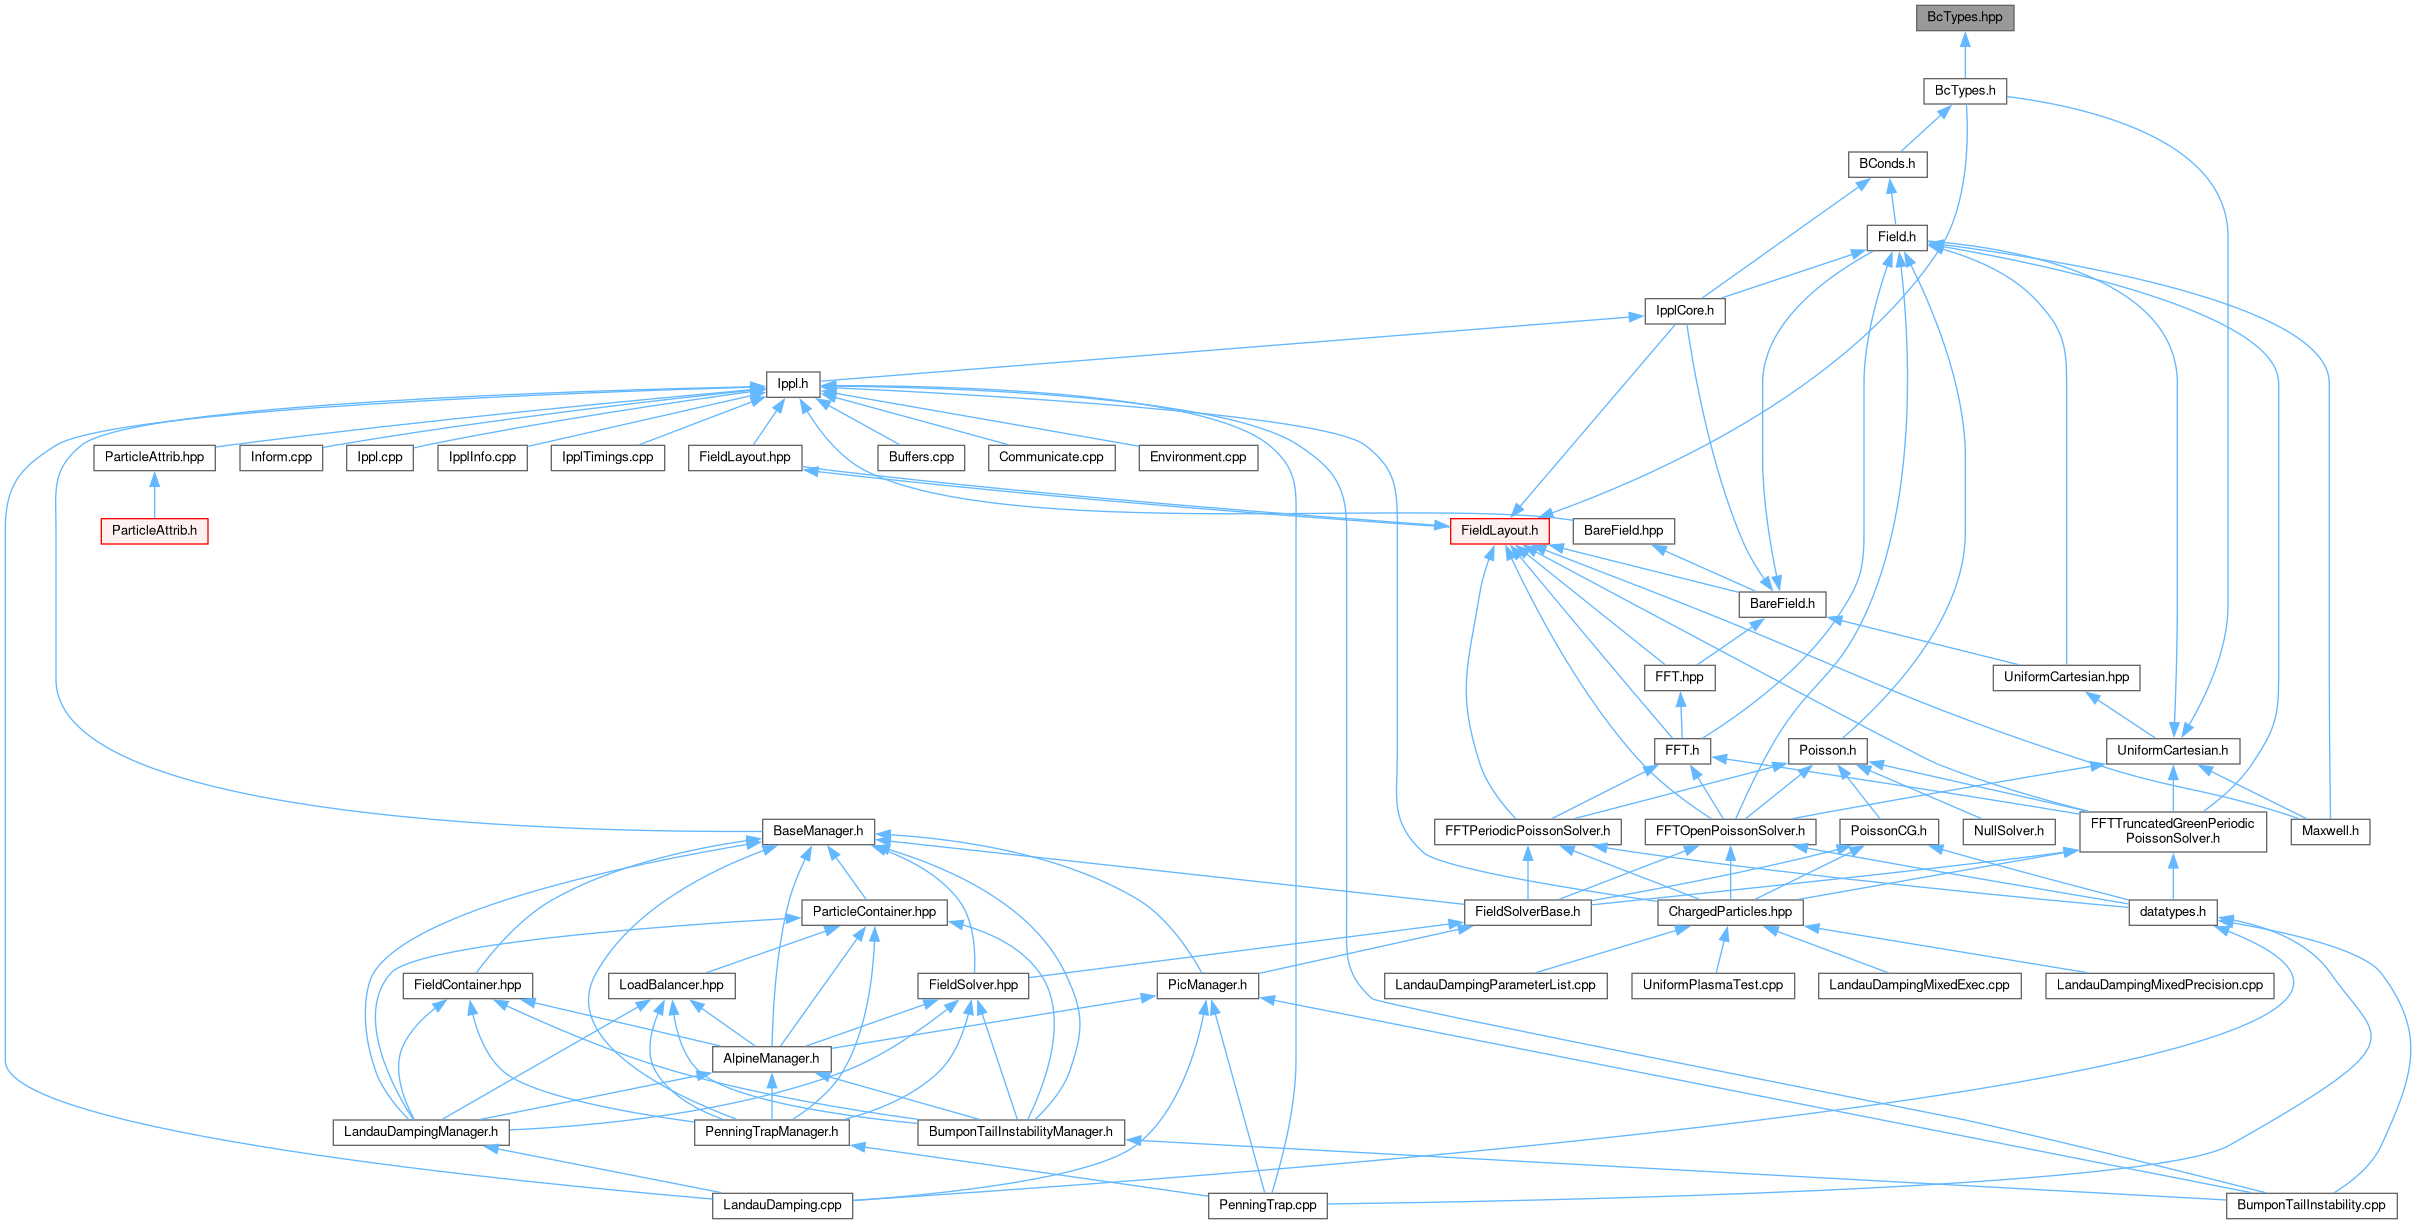 BcTypes.hpp
BcTypes.h
BConds.h
Field.h
IpplCore.h
Ippl.h
ParticleAttrib.hpp
Inform.cpp
Ippl.cpp
IpplInfo.cpp
IpplTimings.cpp
FieldLayout.hpp
Buffers.cpp
Communicate.cpp
Environment.cpp
ParticleAttrib.h
FieldLayout.h
BareField.hpp
BareField.h
FFT.hpp
UniformCartesian.hpp
FFT.h
Poisson.h
UniformCartesian.h
BaseManager.h
FFTPeriodicPoissonSolver.h
FFTOpenPoissonSolver.h
PoissonCG.h
NullSolver.h
FFTTruncatedGreenPeriodic
PoissonSolver.h
Maxwell.h
ParticleContainer.hpp
FieldSolverBase.h
ChargedParticles.hpp
datatypes.h
FieldContainer.hpp
LoadBalancer.hpp
FieldSolver.hpp
PicManager.h
LandauDampingParameterList.cpp
UniformPlasmaTest.cpp
LandauDampingMixedExec.cpp
LandauDampingMixedPrecision.cpp
AlpineManager.h
LandauDampingManager.h
PenningTrapManager.h
BumponTailInstabilityManager.h
LandauDamping.cpp
PenningTrap.cpp
BumponTailInstability.cpp